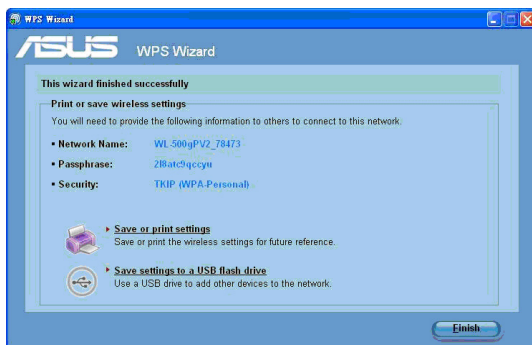 WPS Wizard
ASUS WPS Wizard
This wizard finished successfully
Print or save wireless settings
You will need to provide the following information to others to connect to this network.
▪ Network Name: WL-500gPV2_78473
▪ Passphrase: 2l8atc9qccyu
▪ Security: TKIP (WPA-Personal)
Save or print settings
Save or print the wireless settings for future reference.
Save settings to a USB flash drive
Use a USB drive to add other devices to the network.
Finish